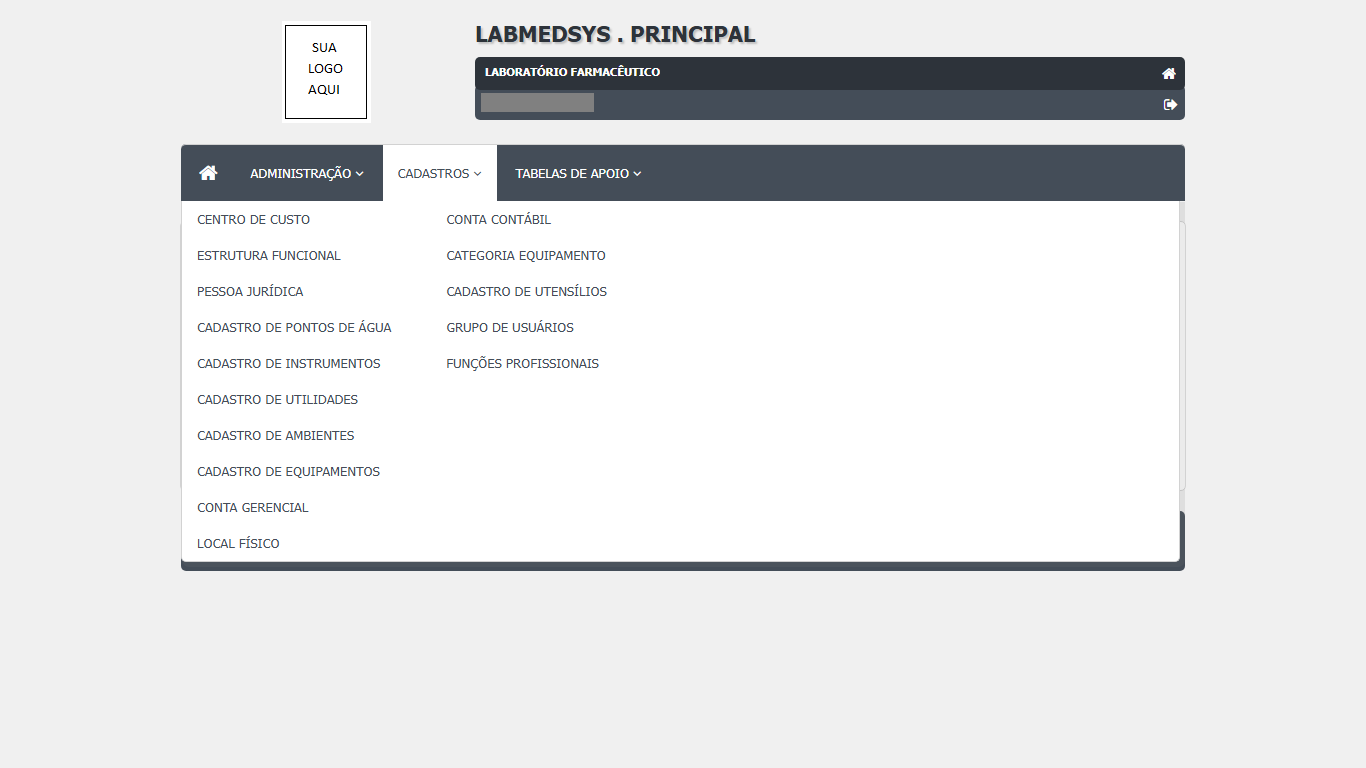 SUA
LOGO
AQUI
LABMEDSYS . PRINCIPAL
LABORATÓRIO FARMACÊUTICO
ADMINISTRAÇÃO
CADASTROS
TABELAS DE APOIO
CENTRO DE CUSTO
ESTRUTURA FUNCIONAL
PESSOA JURÍDICA
CADASTRO DE PONTOS DE ÁGUA
CADASTRO DE INSTRUMENTOS
CADASTRO DE UTILIDADES
CADASTRO DE AMBIENTES
CADASTRO DE EQUIPAMENTOS
CONTA GERENCIAL
LOCAL FÍSICO
CONTA CONTÁBIL
CATEGORIA EQUIPAMENTO
CADASTRO DE UTENSÍLIOS
GRUPO DE USUÁRIOS
FUNÇÕES PROFISSIONAIS